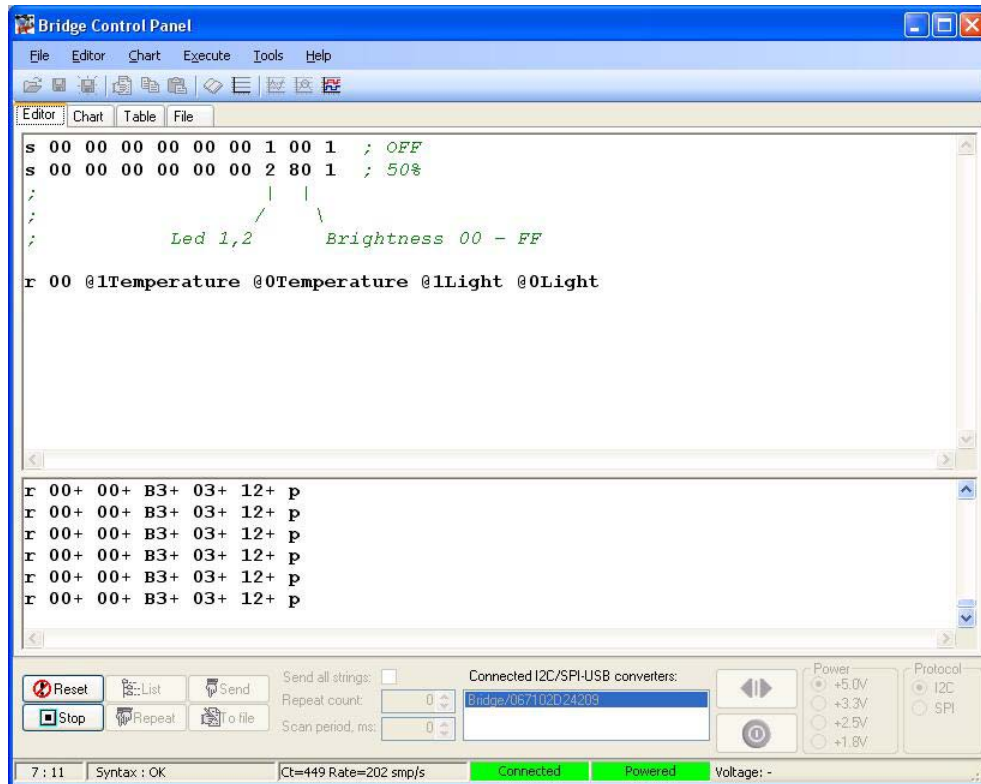 Bridge Control Panel
File Editor Chart Execute Tools Help
Editor Chart Table File
s 00 00 00 00 00 00 1 00 1 ; OFF
s 00 00 00 00 00 00 2 80 1 ; 50%
; | |
; / \
; Led 1,2 Brightness 00 - FF
r 00 @1Temperature @0Temperature @1Light @0Light
r 00+ 00+ B3+ 03+ 12+ p
r 00+ 00+ B3+ 03+ 12+ p
r 00+ 00+ B3+ 03+ 12+ p
r 00+ 00+ B3+ 03+ 12+ p
r 00+ 00+ B3+ 03+ 12+ p
r 00+ 00+ B3+ 03+ 12+ p
Reset List Send
Stop Repeat To file
Send all strings:
Repeat count: 0
Scan period, ms: 0
Connected I2C/SPI-USB converters:
Bridge/067102D24209
Power
+5.0V
+3.3V
+2.5V
+1.8V
Protocol
I2C
SPI
7 : 11 Syntax : OK Ct=449 Rate=202 smp/s Connected Powered Voltage: -